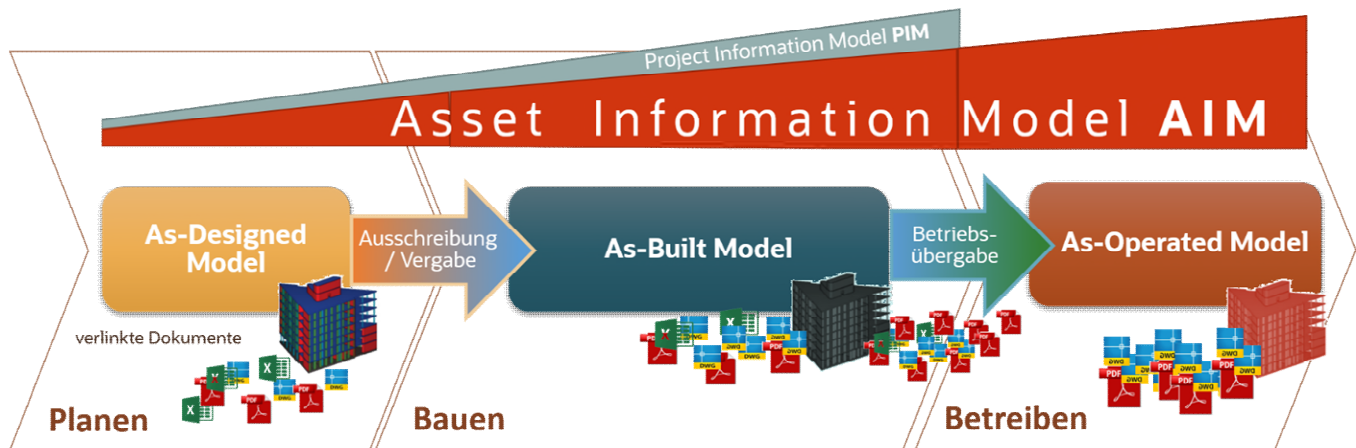 Project Information Model PIM
Asset Information Model AIM
As-Designed
Model
Ausschreibung
/ Vergabe
As-Built Model
Betriebs-
übergabe
As-Operated Model
verlinkte Dokumente
Planen
Bauen
Betreiben